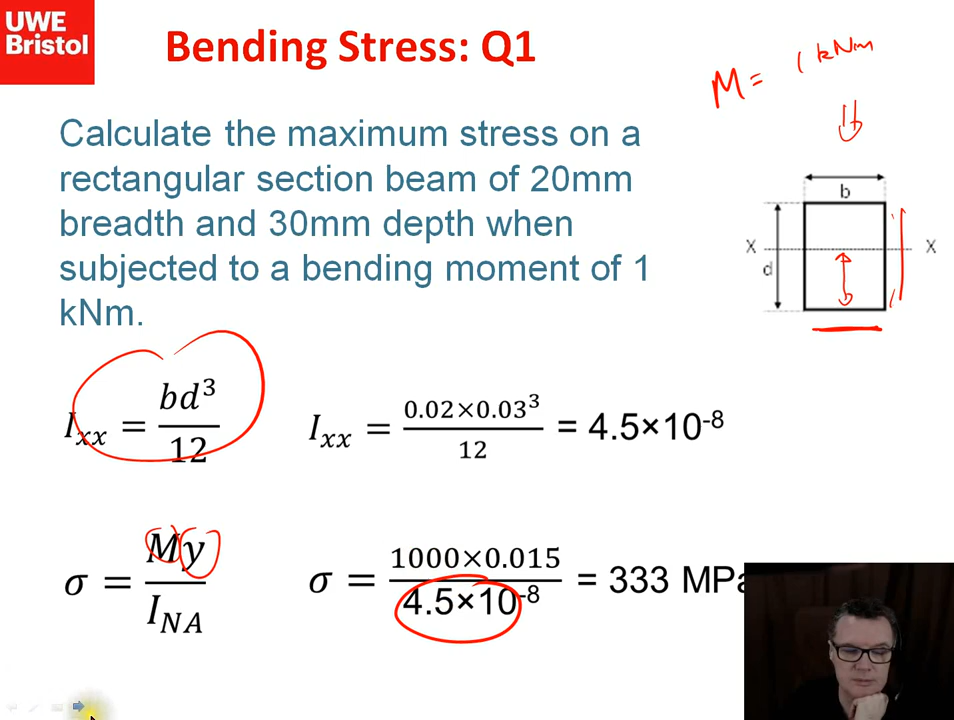 UWE
Bristol
Bending Stress: Q1
M = 1 kNm
Calculate the maximum stress on a
rectangular section beam of 20mm
breadth and 30mm depth when
subjected to a bending moment of 1
kNm.
b
X
X
d
Iₓₓ = bd³/12
Iₓₓ = 0.02×0.03³/12 = 4.5×10⁻⁸
σ = My/I_NA
σ = 1000×0.015/4.5×10⁻⁸ = 333 MPa